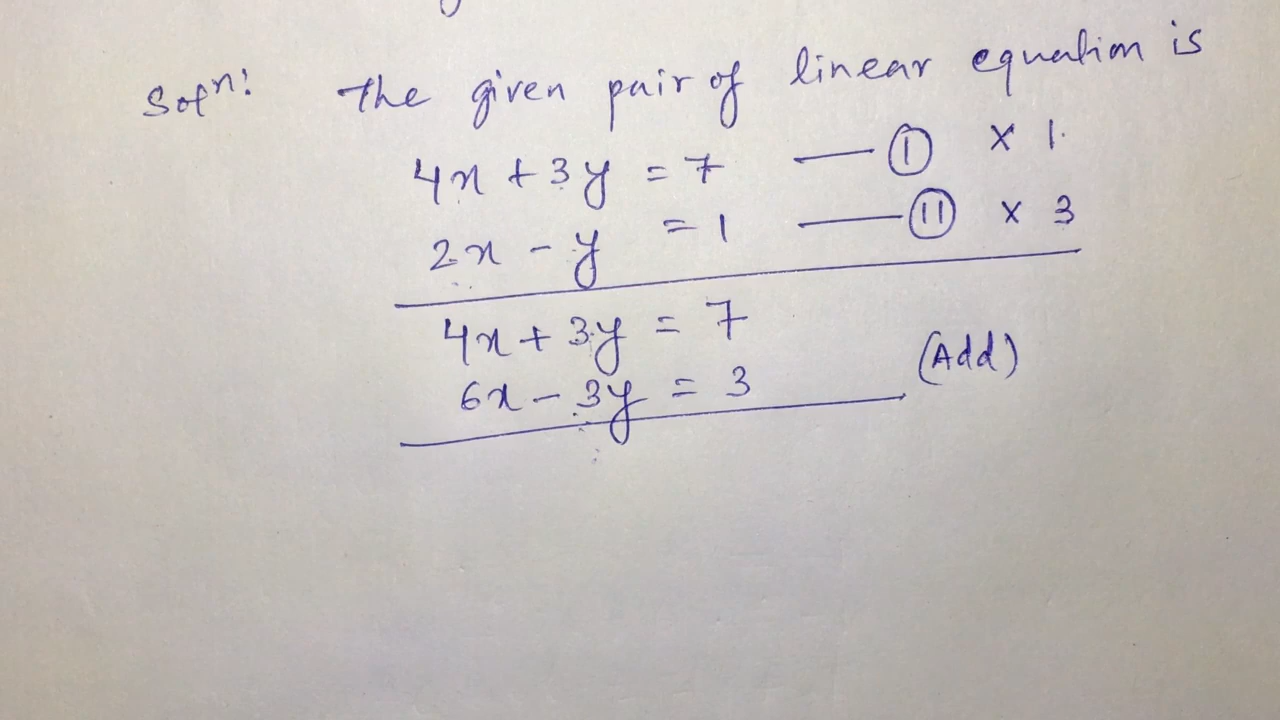 Solⁿ: The given pair of linear equation is
4x + 3y = 7 —— (I) × 1.
2x - y = 1 —— (II) × 3
4x + 3y = 7
6x - 3y = 3 (Add)